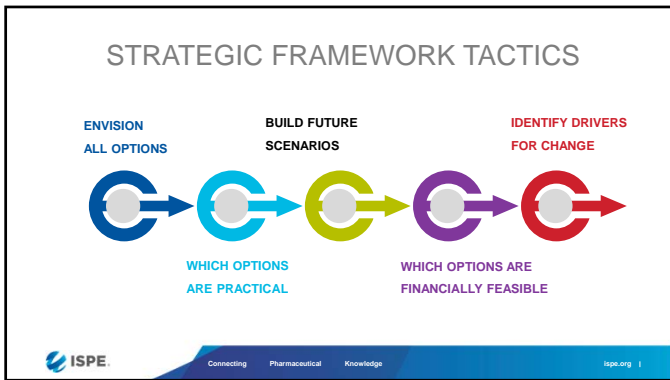 STRATEGIC FRAMEWORK TACTICS
ENVISION
ALL OPTIONS
WHICH OPTIONS
ARE PRACTICAL
BUILD FUTURE
SCENARIOS
WHICH OPTIONS ARE
FINANCIALLY FEASIBLE
IDENTIFY DRIVERS
FOR CHANGE
ISPE.
Connecting Pharmaceutical Knowledge
ispe.org |